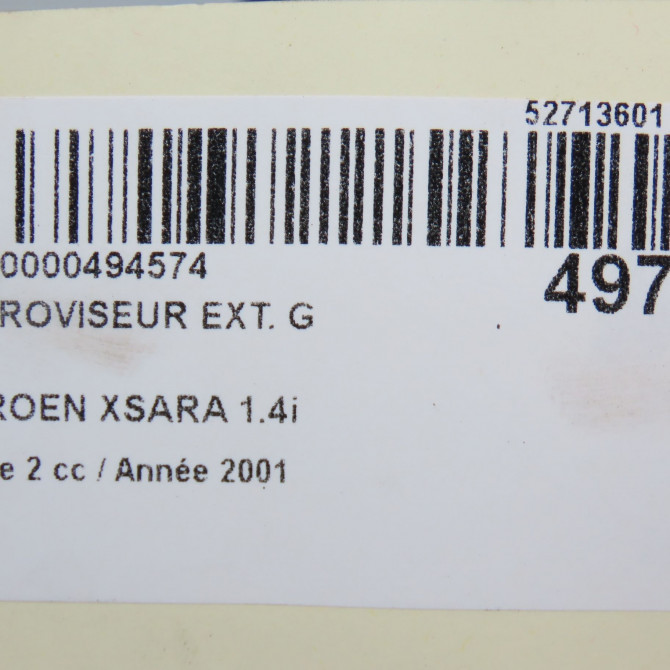 52713601
0000494574
497
ROVISEUR EXT. G
ROEN XSARA 1.4i
e 2 cc / Année 2001